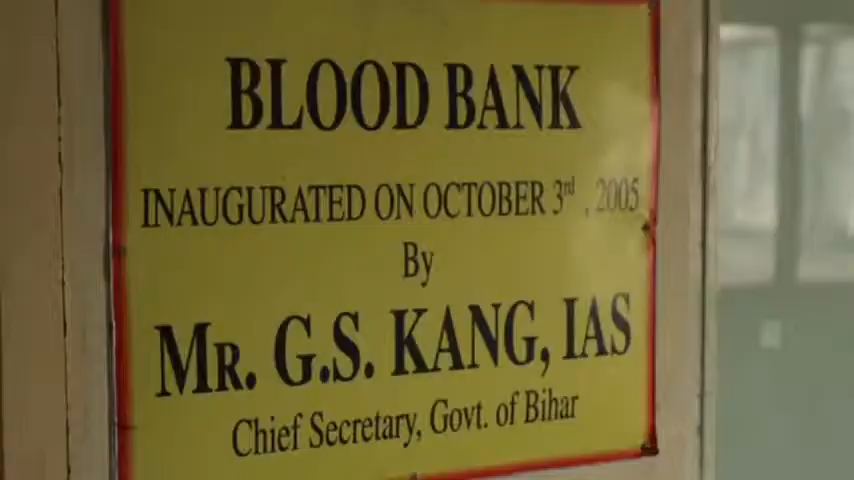 BLOOD BANK
INAUGURATED ON OCTOBER 3rd , 2005
By
MR. G.S. KANG, IAS
Chief Secretary, Govt. of Bihar